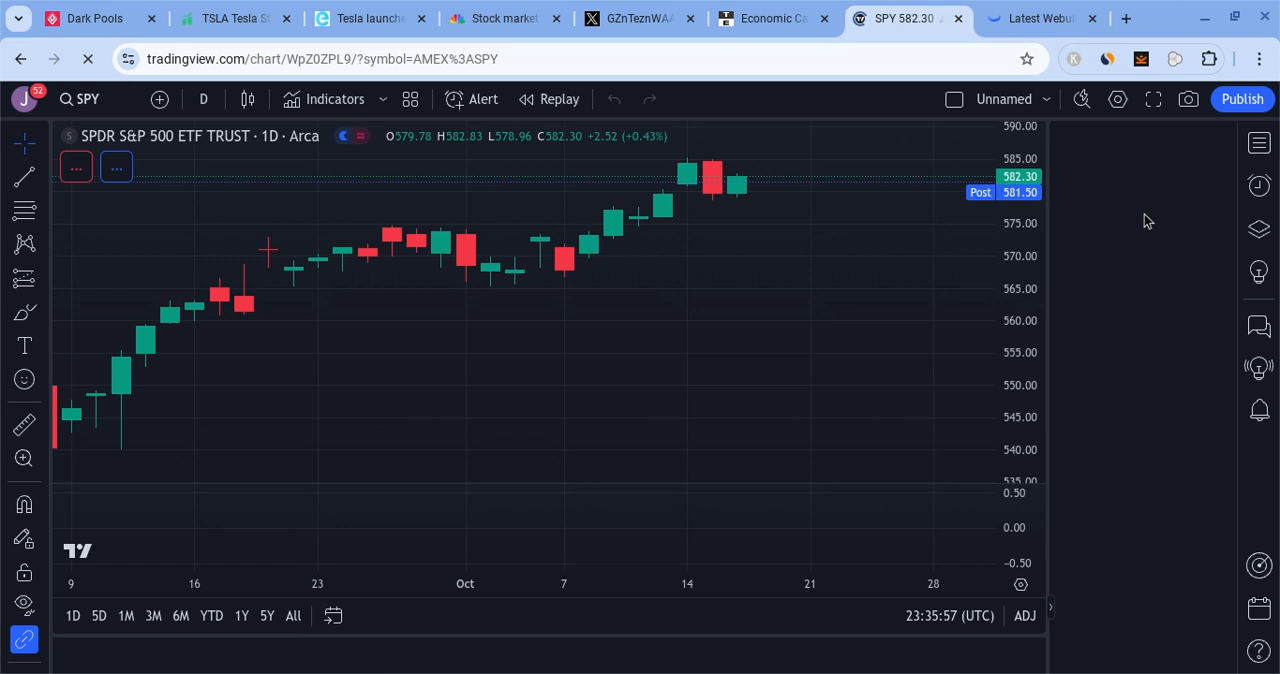 Dark Pools
TSLA Tesla St
Tesla launche
Stock market
GZnTeznWAA
Economic Ca
SPY 582.30
Latest Webul
tradingview.com/chart/WpZ0ZPL9/?symbol=AMEX%3ASPY
K
J
52
SPY
D
Indicators
Alert
Replay
Unnamed
Publish
S
SPDR S&P 500 ETF TRUST · 1D · Arca
O579.78 H582.83 L578.96 C582.30 +2.52 (+0.43%)
...
...
590.00
585.00
582.30
Post 581.50
575.00
570.00
565.00
560.00
555.00
550.00
545.00
540.00
535.00
0.50
0.00
-0.50
9
16
23
Oct
7
14
21
28
1D 5D 1M 3M 6M YTD 1Y 5Y All
23:35:57 (UTC)
ADJ